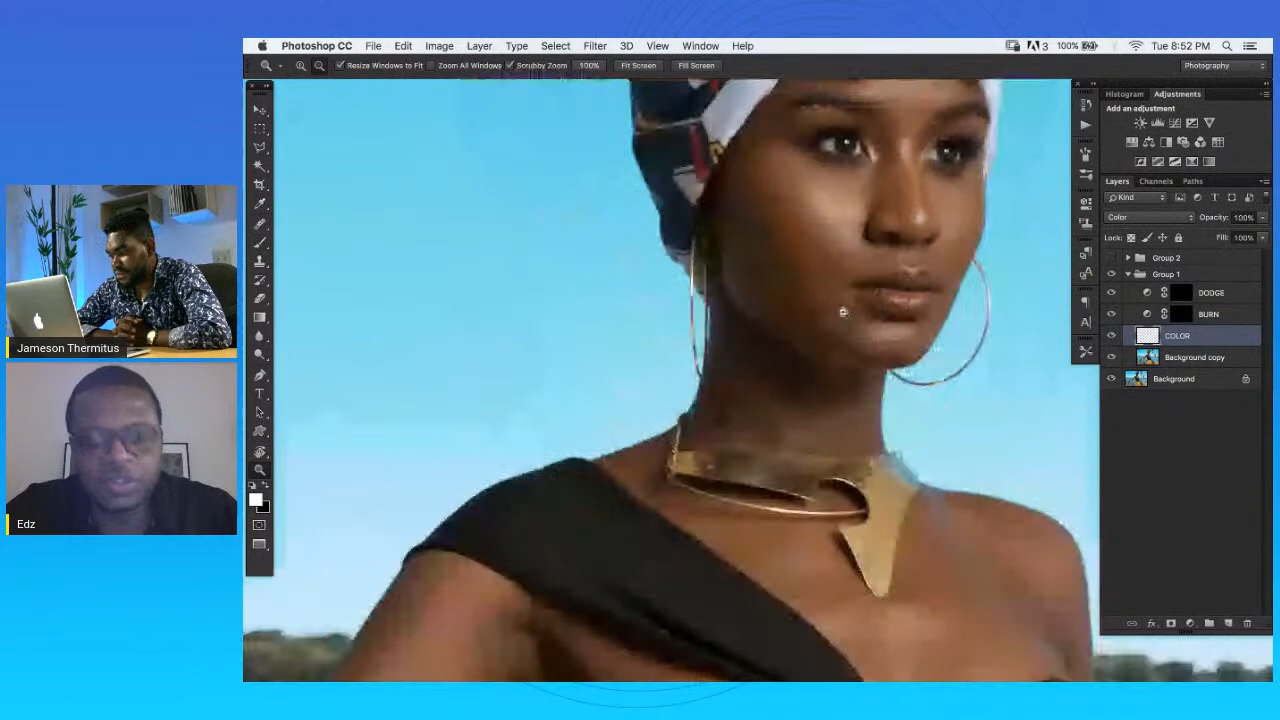 Photoshop CC File Edit Image Layer Type Select Filter 3D View Window Help 3 100% Tue 8:52 PM
Resize Windows to Fit Zoom All Windows Scrubby Zoom 100% Fit Screen Fill Screen Photography
Histogram Adjustments
Add an adjustment
Layers Channels Paths
Kind
Color Opacity: 100%
Lock: Fill: 100%
Group 2
Group 1
DODGE
BURN
COLOR
Background copy
Background
Jameson Thermitus
Edz